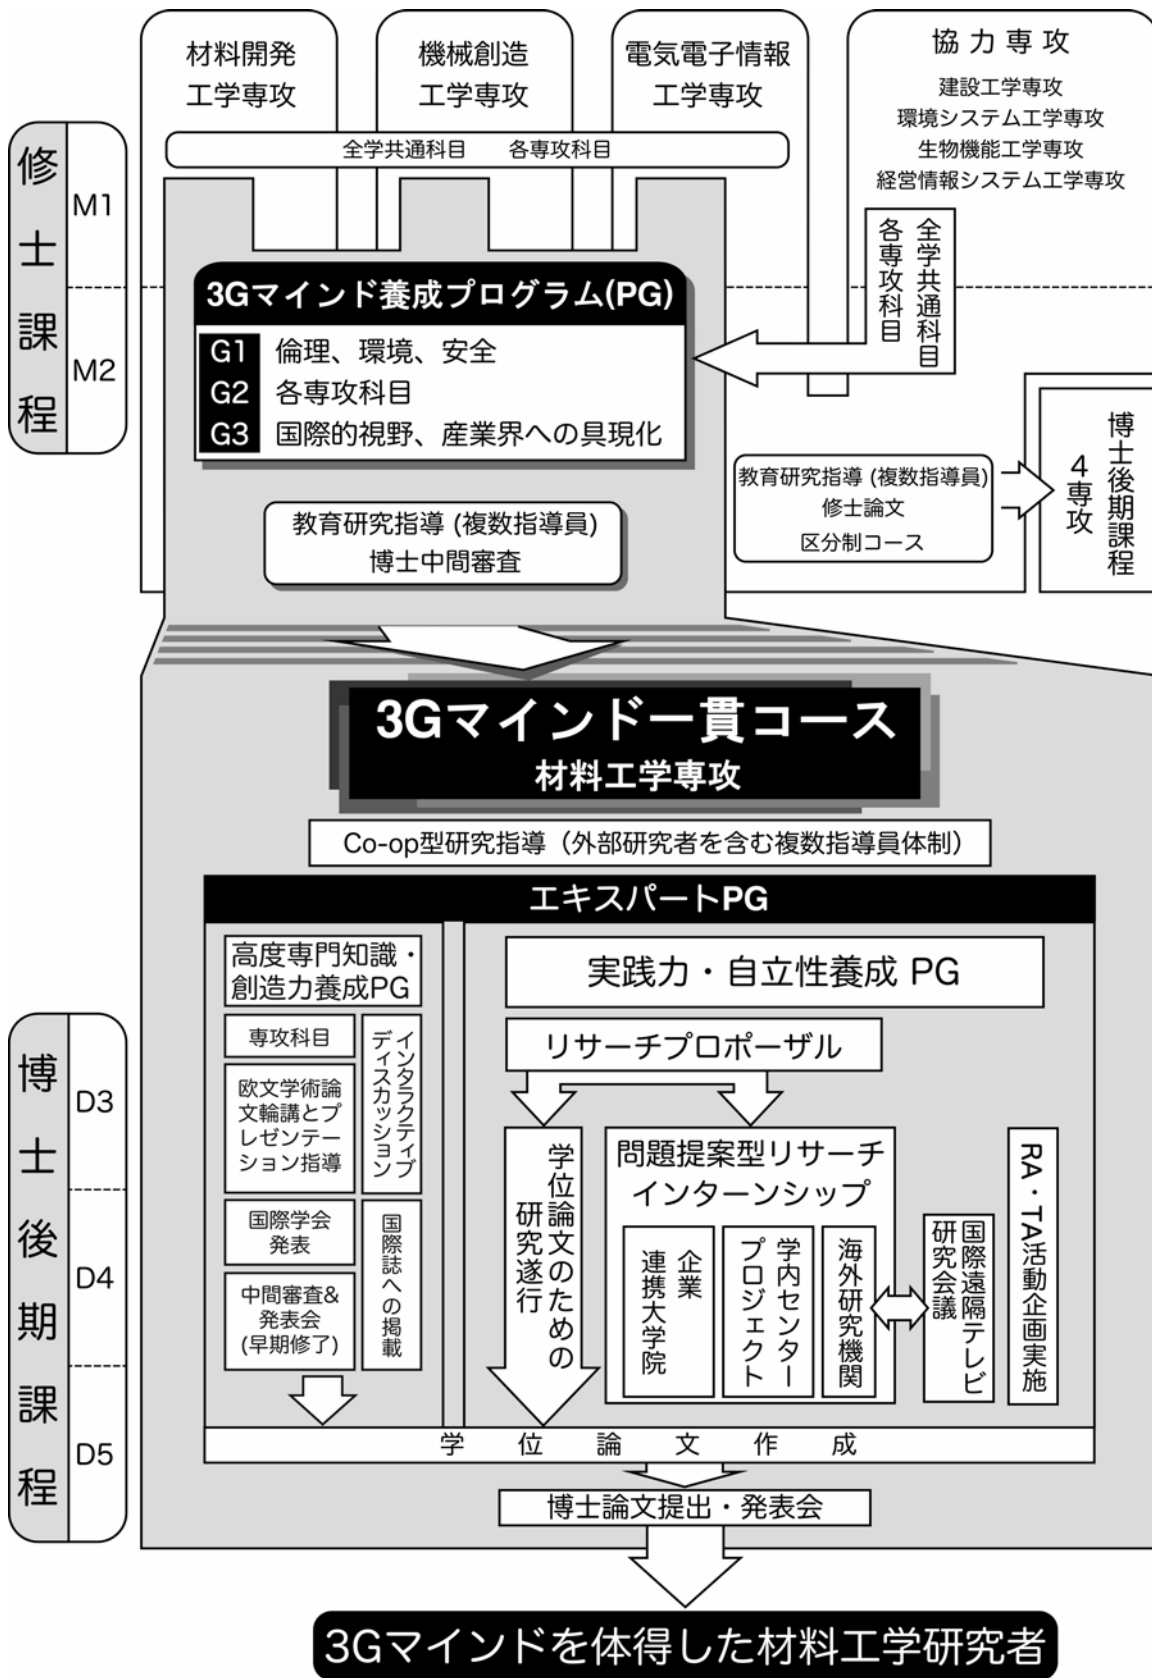 材料開発
工学専攻
機械創造
工学専攻
電気電子情報
工学専攻
協力専攻
建設工学専攻
環境システム工学専攻
生物機能工学専攻
経営情報システム工学専攻
全学共通科目　各専攻科目
修士課程
M1
M2
全学共通科目
各専攻科目
3Gマインド養成プログラム(PG)
G1 倫理、環境、安全
G2 各専攻科目
G3 国際的視野、産業界への具現化
教育研究指導 (複数指導員)
博士中間審査
教育研究指導 (複数指導員)
修士論文
区分制コース
博士後期課程
4専攻
3Gマインド一貫コース
材料工学専攻
Co-op型研究指導（外部研究者を含む複数指導員体制）
エキスパートPG
高度専門知識・
創造力養成PG
実践力・自立性養成 PG
博士後期課程
D3
D4
D5
専攻科目
欧文学術論
文輪講とプ
レゼンテー
ション指導
インタラクティブ
ディスカッション
国際学会
発表
中間審査&
発表会
(早期修了)
国際誌への掲載
リサーチプロポーザル
学位論文のための
研究遂行
問題提案型リサーチ
インターンシップ
企業
連携大学院
学内センター
プロジェクト
海外研究機関
国際遠隔テレビ
研究会議
RA・TA活動企画実施
学位論文作成
博士論文提出・発表会
3Gマインドを体得した材料工学研究者